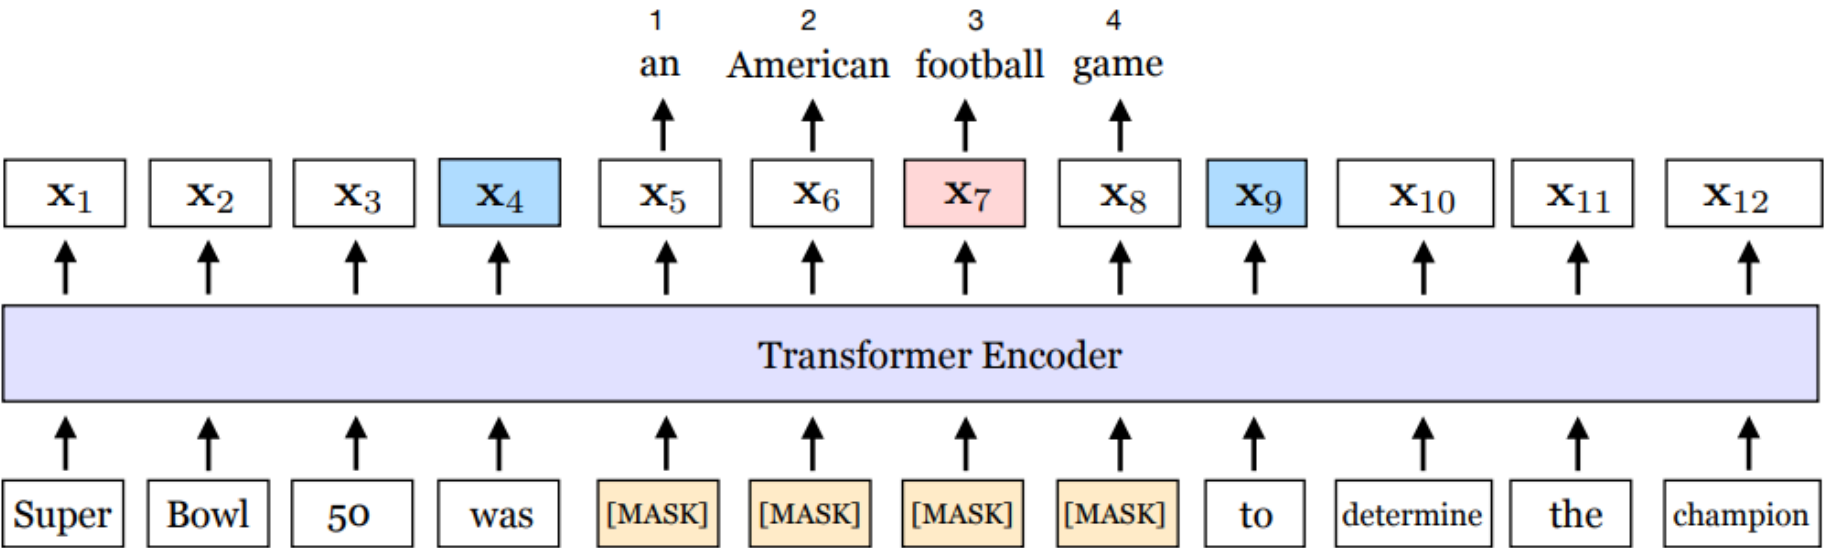 1 2 3 4
an American football game
x₁ x₂ x₃ x₄ x₅ x₆ x₇ x₈ x₉ x₁₀ x₁₁ x₁₂
Transformer Encoder
Super Bowl 50 was [MASK] [MASK] [MASK] [MASK] to determine the champion